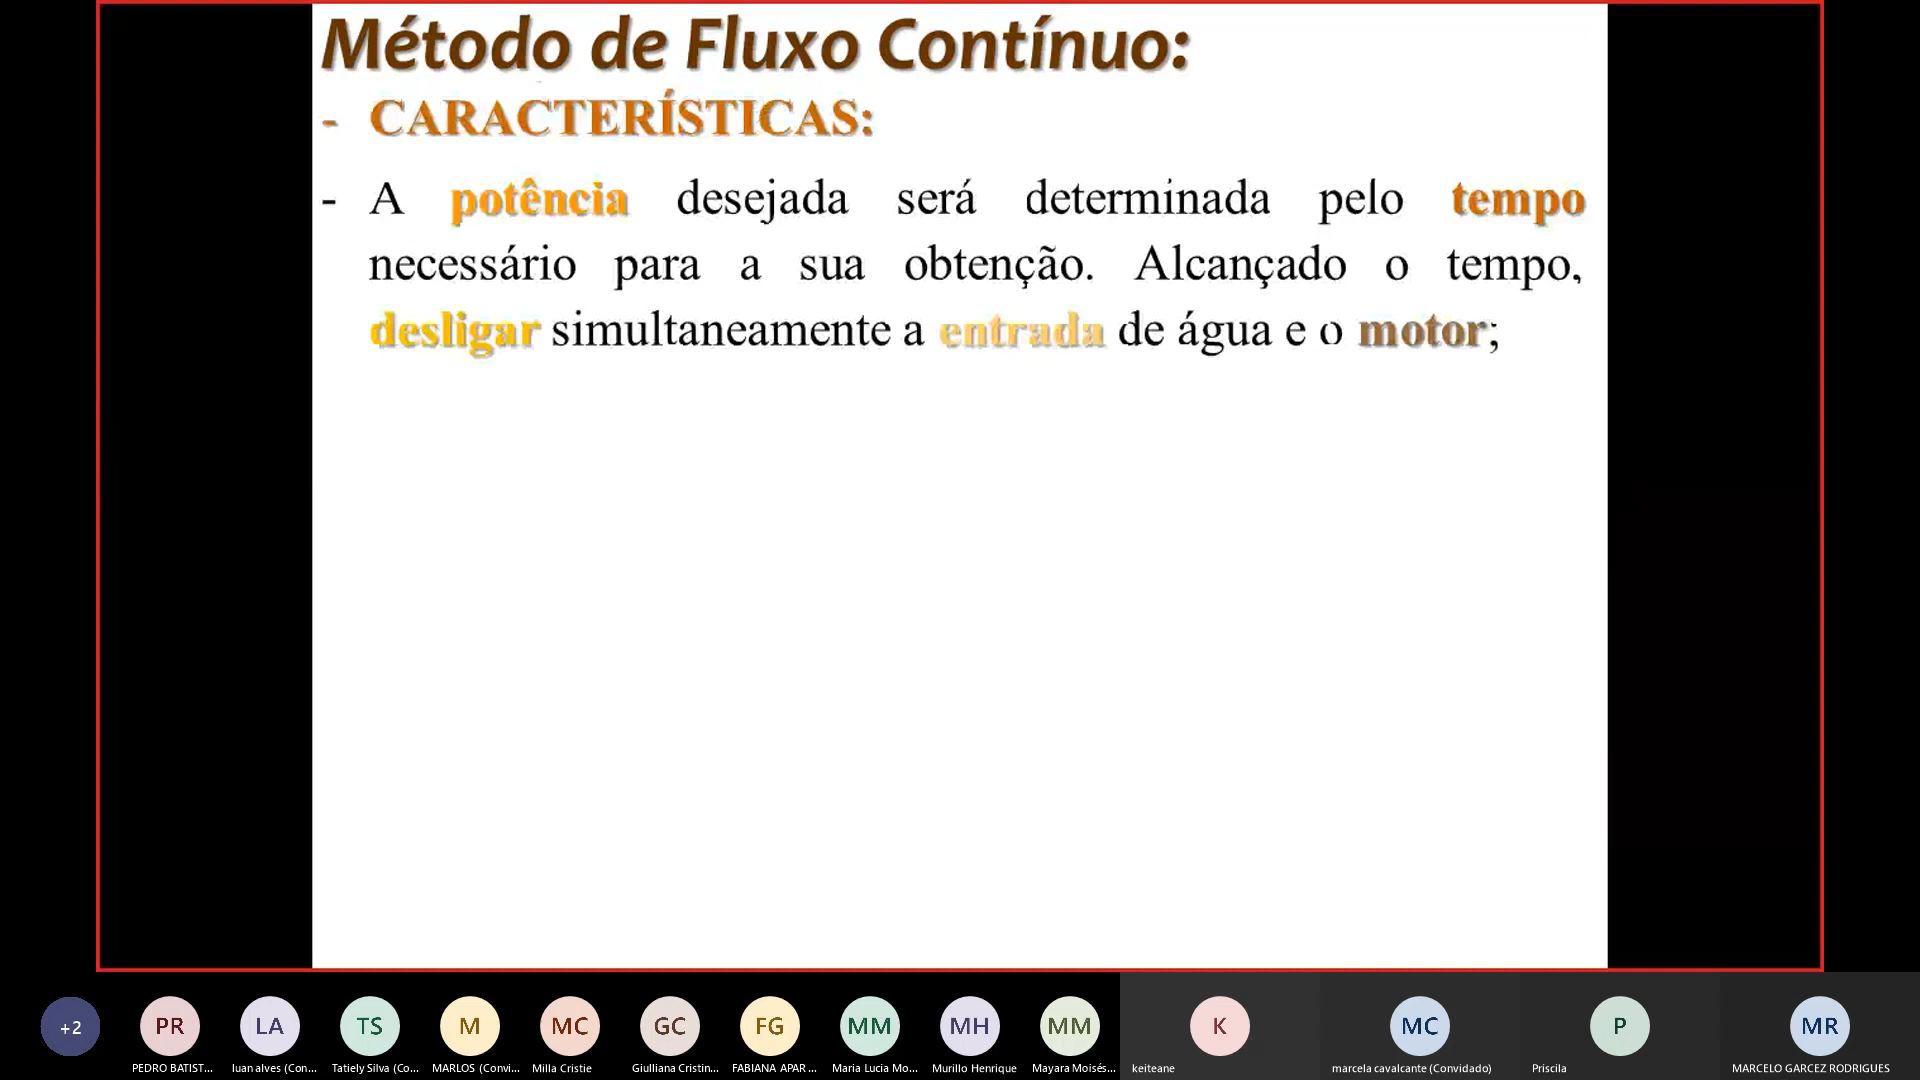 Método de Fluxo Contínuo:
- CARACTERÍSTICAS:
- A potência desejada será determinada pelo tempo
necessário para a sua obtenção. Alcançado o tempo,
desligar simultaneamente a entrada de água e o motor;
+2 PR LA TS M MC GC FG MM MH MM K MC P MR
PEDRO BATIST... luan alves (Con... Tatiely Silva (Co... MARLOS (Convi... Milla Cristie Giulliana Cristin... FABIANA APAR ... Maria Lucia Mo... Murillo Henrique Mayara Moisés... keiteane marcela cavalcante (Convidado) Priscila MARCELO GARCEZ RODRIGUES